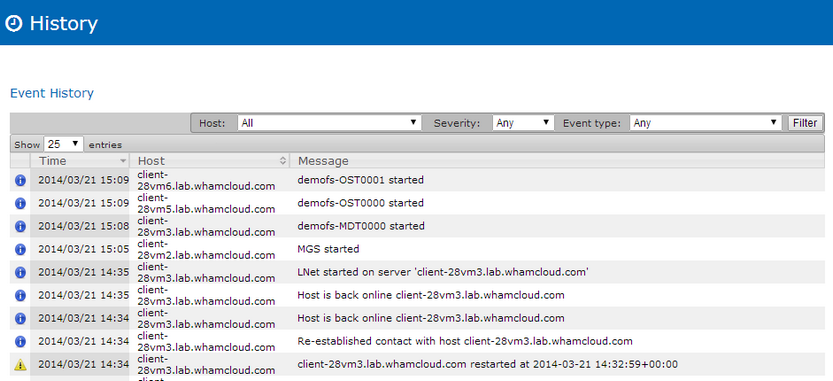 History
Event History
Host: All Severity: Any Event type: Any Filter
Show 25 entries
Time Host Message
2014/03/21 15:09 client-28vm6.lab.whamcloud.com demofs-OST0001 started
2014/03/21 15:09 client-28vm5.lab.whamcloud.com demofs-OST0000 started
2014/03/21 15:08 client-28vm3.lab.whamcloud.com demofs-MDT0000 started
2014/03/21 15:05 client-28vm2.lab.whamcloud.com MGS started
2014/03/21 14:35 client-28vm3.lab.whamcloud.com LNet started on server 'client-28vm3.lab.whamcloud.com'
2014/03/21 14:35 client-28vm3.lab.whamcloud.com Host is back online client-28vm3.lab.whamcloud.com
2014/03/21 14:34 client-28vm3.lab.whamcloud.com Host is back online client-28vm3.lab.whamcloud.com
2014/03/21 14:34 client-28vm3.lab.whamcloud.com Re-established contact with host client-28vm3.lab.whamcloud.com
2014/03/21 14:34 client-28vm3.lab.whamcloud.com client-28vm3.lab.whamcloud.com restarted at 2014-03-21 14:32:59+00:00